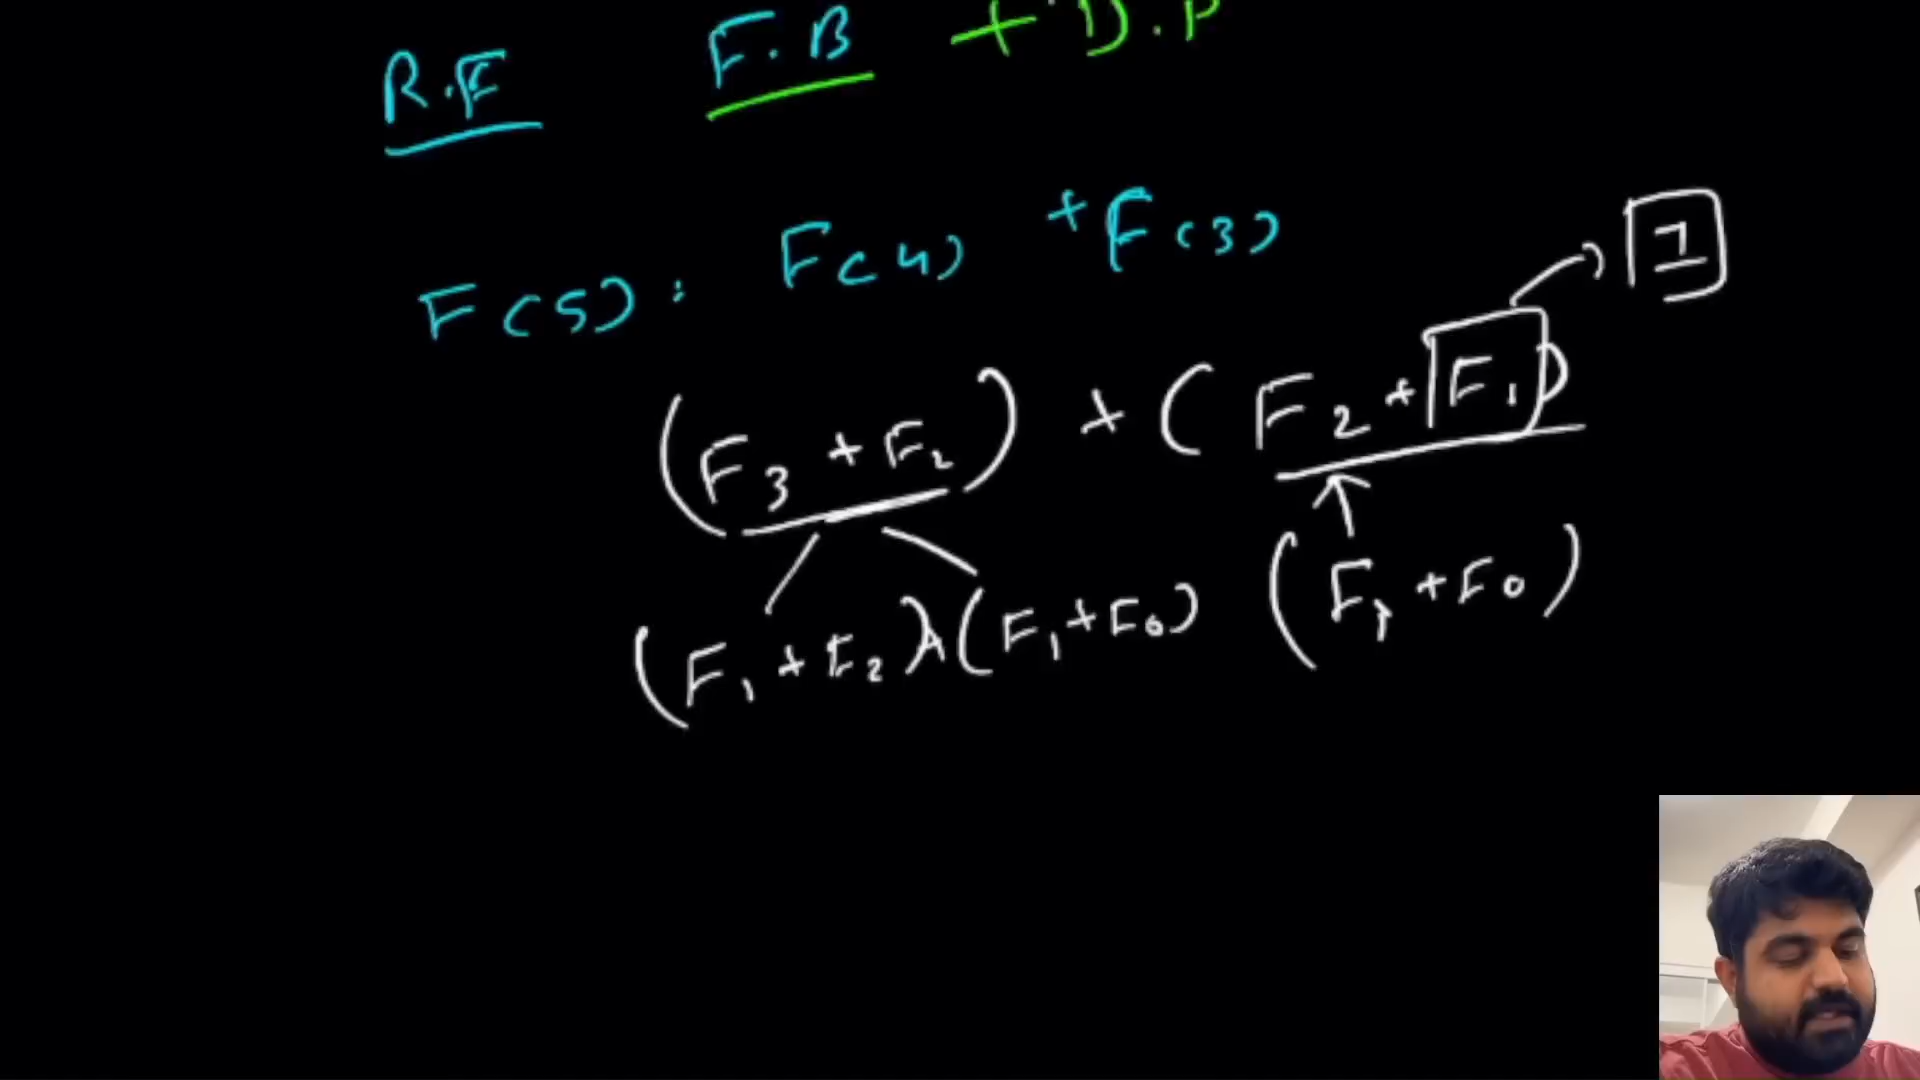 R.E F.B + D.P
F(5): F(4) + F(3)
1
(F3 + F2) + (F2 + F1)
(F1 + F2) + (F1 + F0) (F1 + F0)